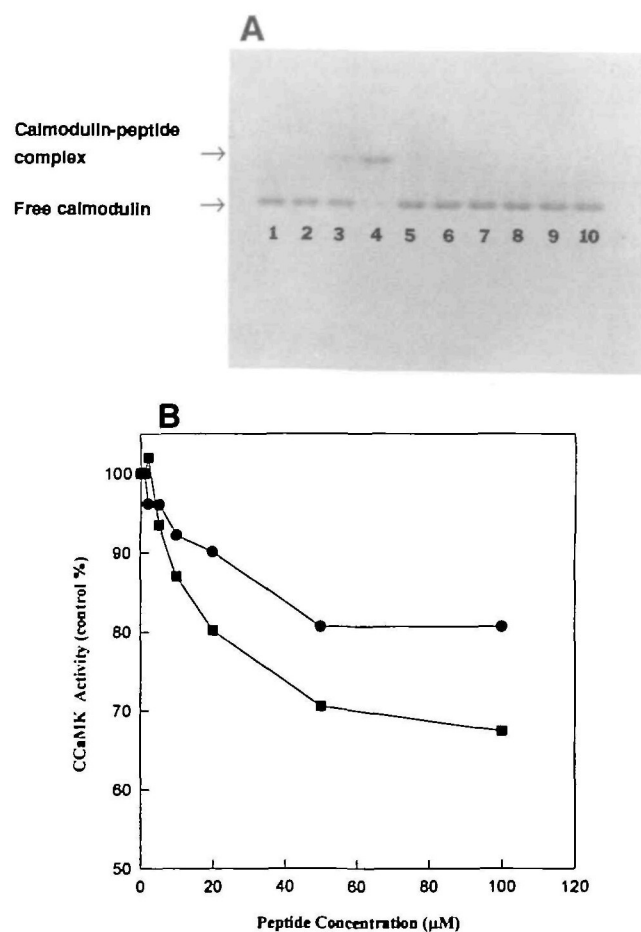 A
Calmodulin-peptide
complex →
Free calmodulin →
1 2 3 4 5 6 7 8 9 10
B
100
90
80
70
60
50
CCaMK Activity (control %)
0 20 40 60 80 100 120
Peptide Concentration (µM)